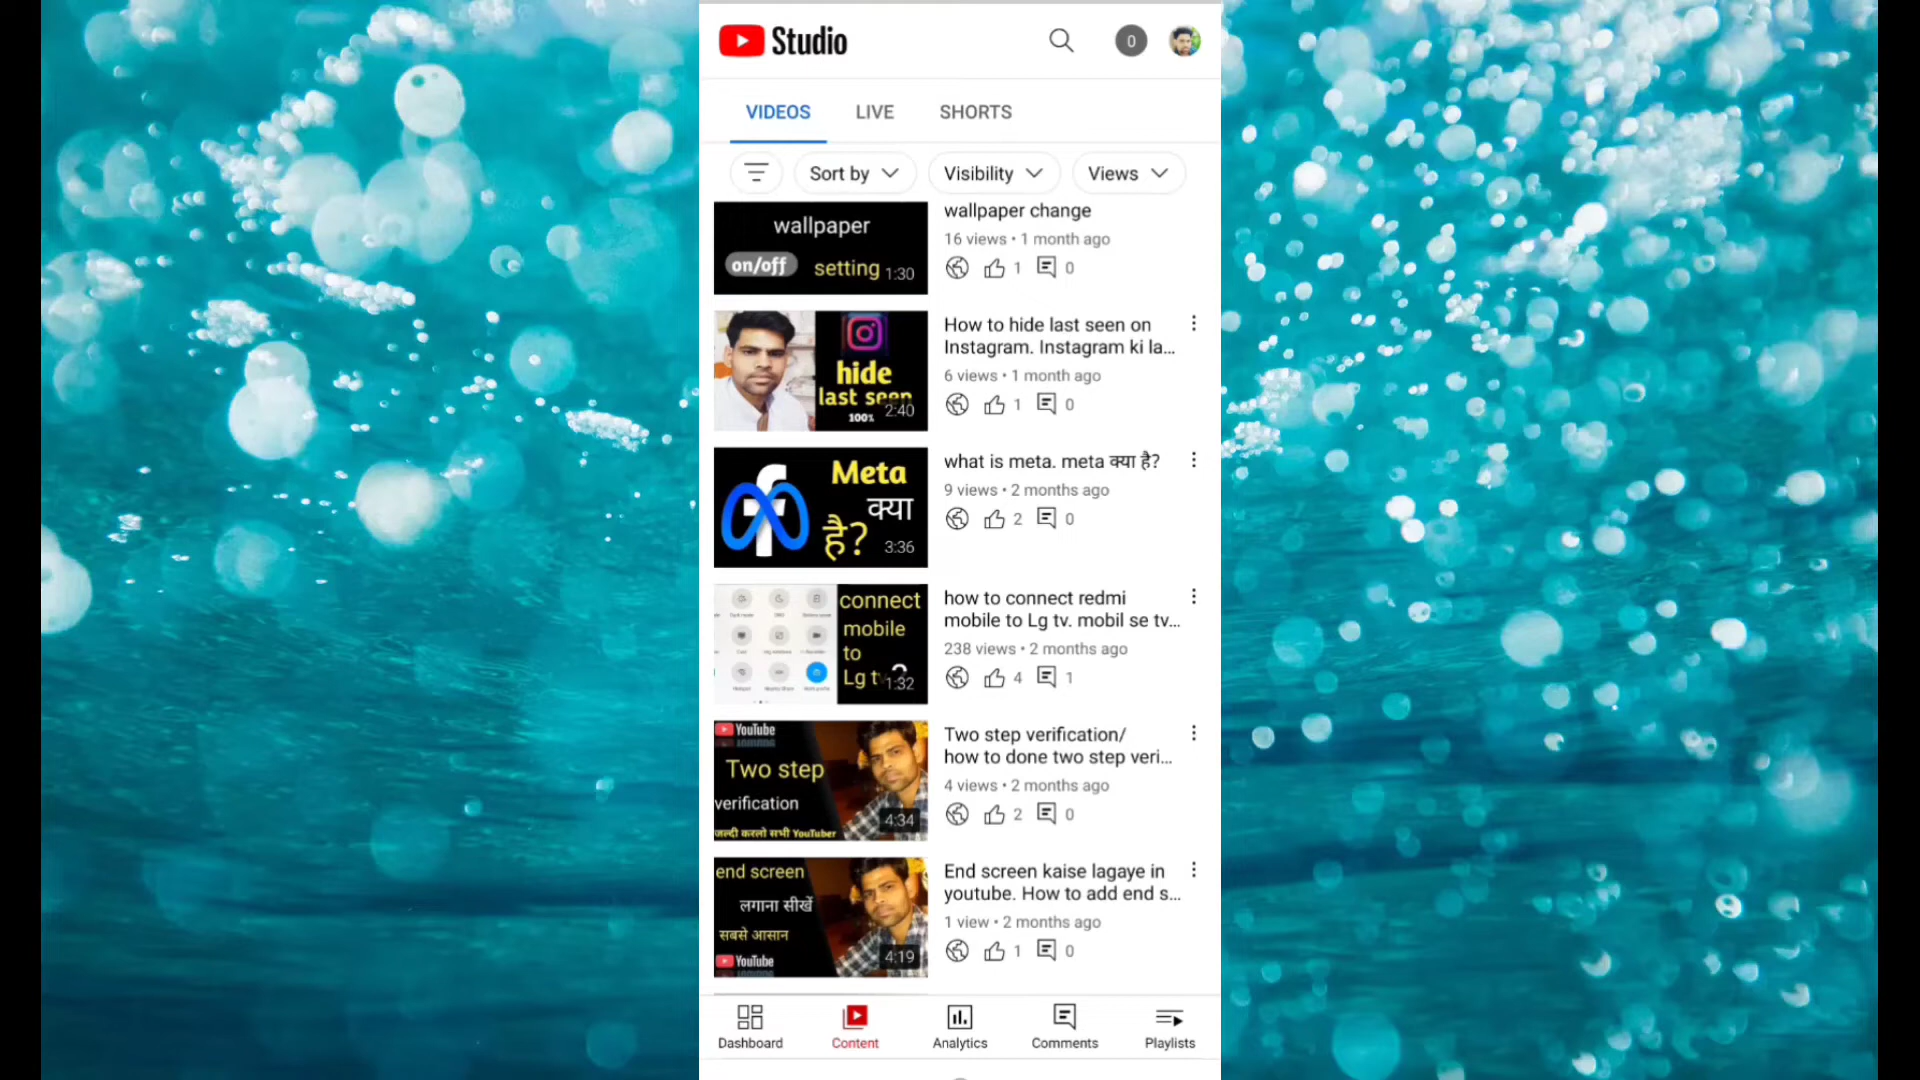 Studio
0
VIDEOS LIVE SHORTS
Sort by Visibility Views
wallpaper
on/off setting 1:30
wallpaper change
16 views • 1 month ago
1 0
hide
last seen
100% 2:40
How to hide last seen on
Instagram. Instagram ki la...
6 views • 1 month ago
1 0
Meta
क्या
है? 3:36
what is meta. meta क्या है?
9 views • 2 months ago
2 0
connect
mobile
to
Lg tv
1:32
how to connect redmi
mobile to Lg tv. mobil se tv...
238 views • 2 months ago
4 1
YouTube
Two step
verification
जल्दी करलो सभी YouTuber
4:34
Two step verification/
how to done two step veri...
4 views • 2 months ago
2 0
end screen
लगाना सीखें
सबसे आसान
YouTube
4:19
End screen kaise lagaye in
youtube. How to add end s...
1 view • 2 months ago
1 0
Dashboard Content Analytics Comments Playlists